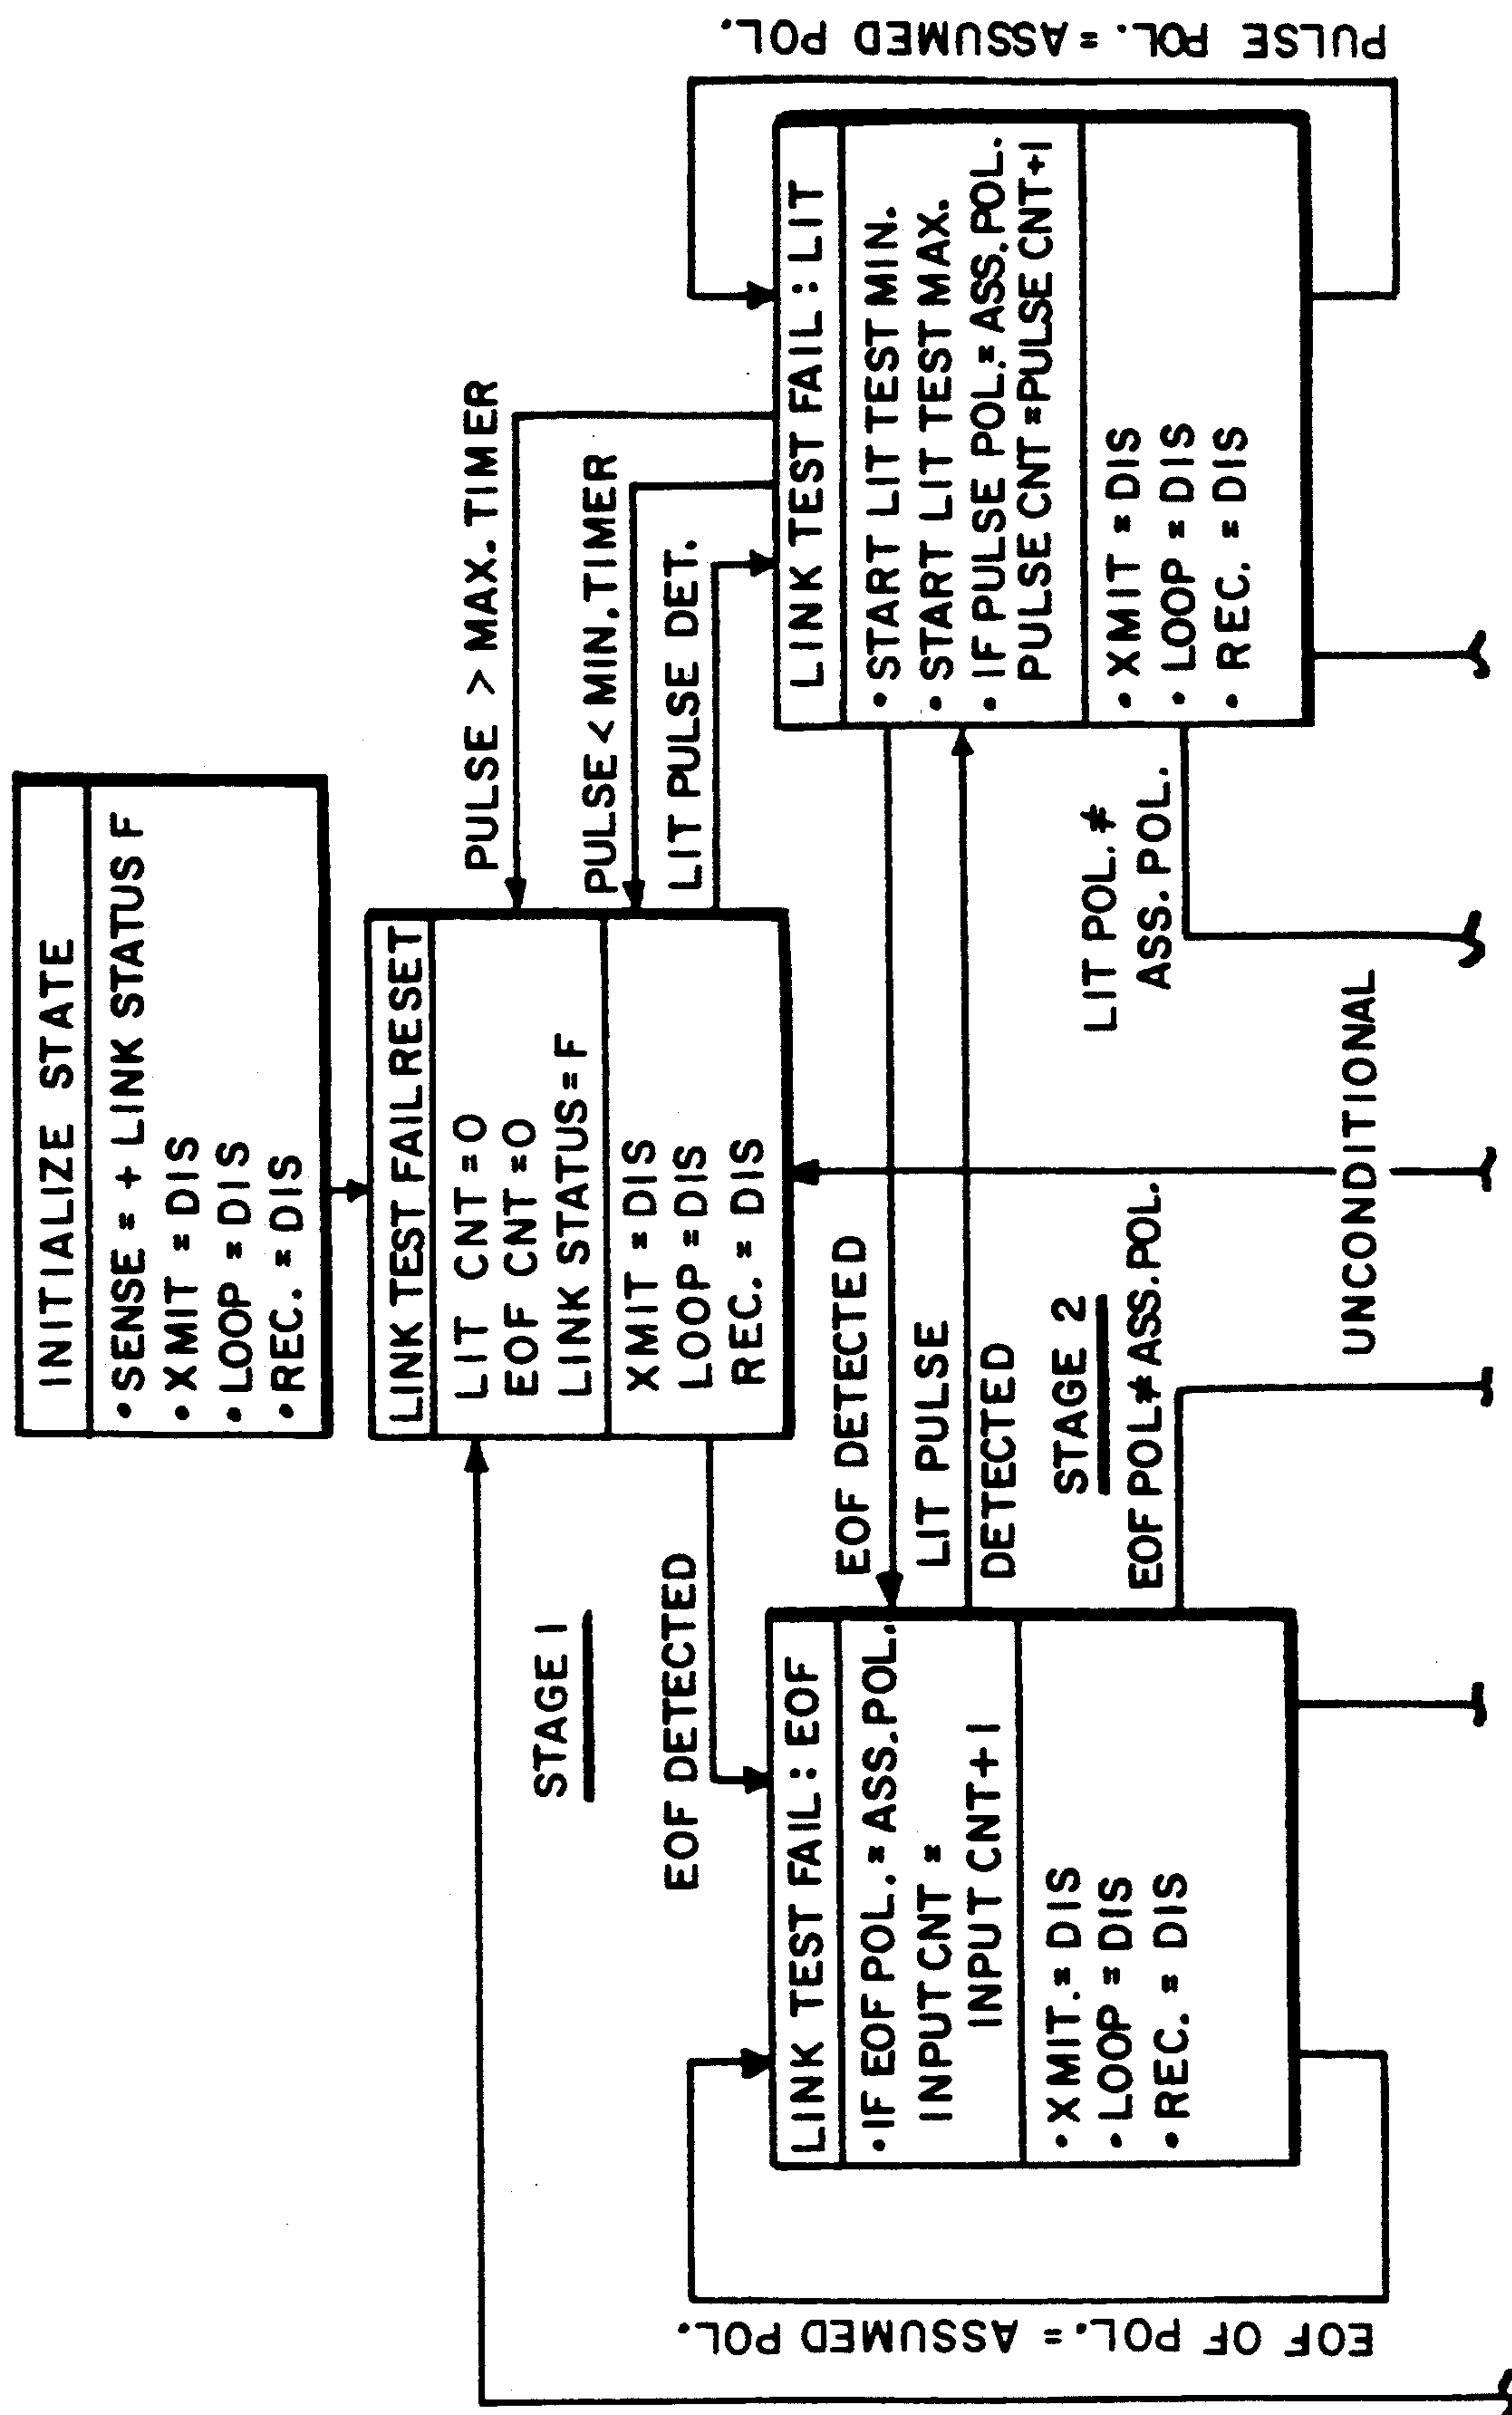 INITIALIZE STATE
• SENSE = + LINK STATUS F
• XMIT = DIS
• LOOP = DIS
• REC. = DIS
LINK TEST FAIL RESET
LIT CNT = 0
EOF CNT = 0
LINK STATUS = F
XMIT = DIS
LOOP = DIS
REC. = DIS
PULSE > MAX. TIMER
PULSE < MIN. TIMER
LIT PULSE DET.
STAGE 1
EOF DETECTED
LINK TEST FAIL : EOF
• IF EOF POL. = ASS. POL.
INPUT CNT =
INPUT CNT + 1
• XMIT. = DIS
• LOOP = DIS
• REC. = DIS
EOF OF POL. = ASSUMED POL.
EOF DETECTED
LIT PULSE
DETECTED
STAGE 2
EOF POL ≠ ASS. POL.
UNCONDITIONAL
LIT POL. ≠
ASS. POL.
LINK TEST FAIL : LIT
• START LIT TEST MIN.
• START LIT TEST MAX.
• IF PULSE POL. = ASS. POL.
PULSE CNT = PULSE CNT + 1
• XMIT = DIS
• LOOP = DIS
• REC. = DIS
PULSE POL. = ASSUMED POL.